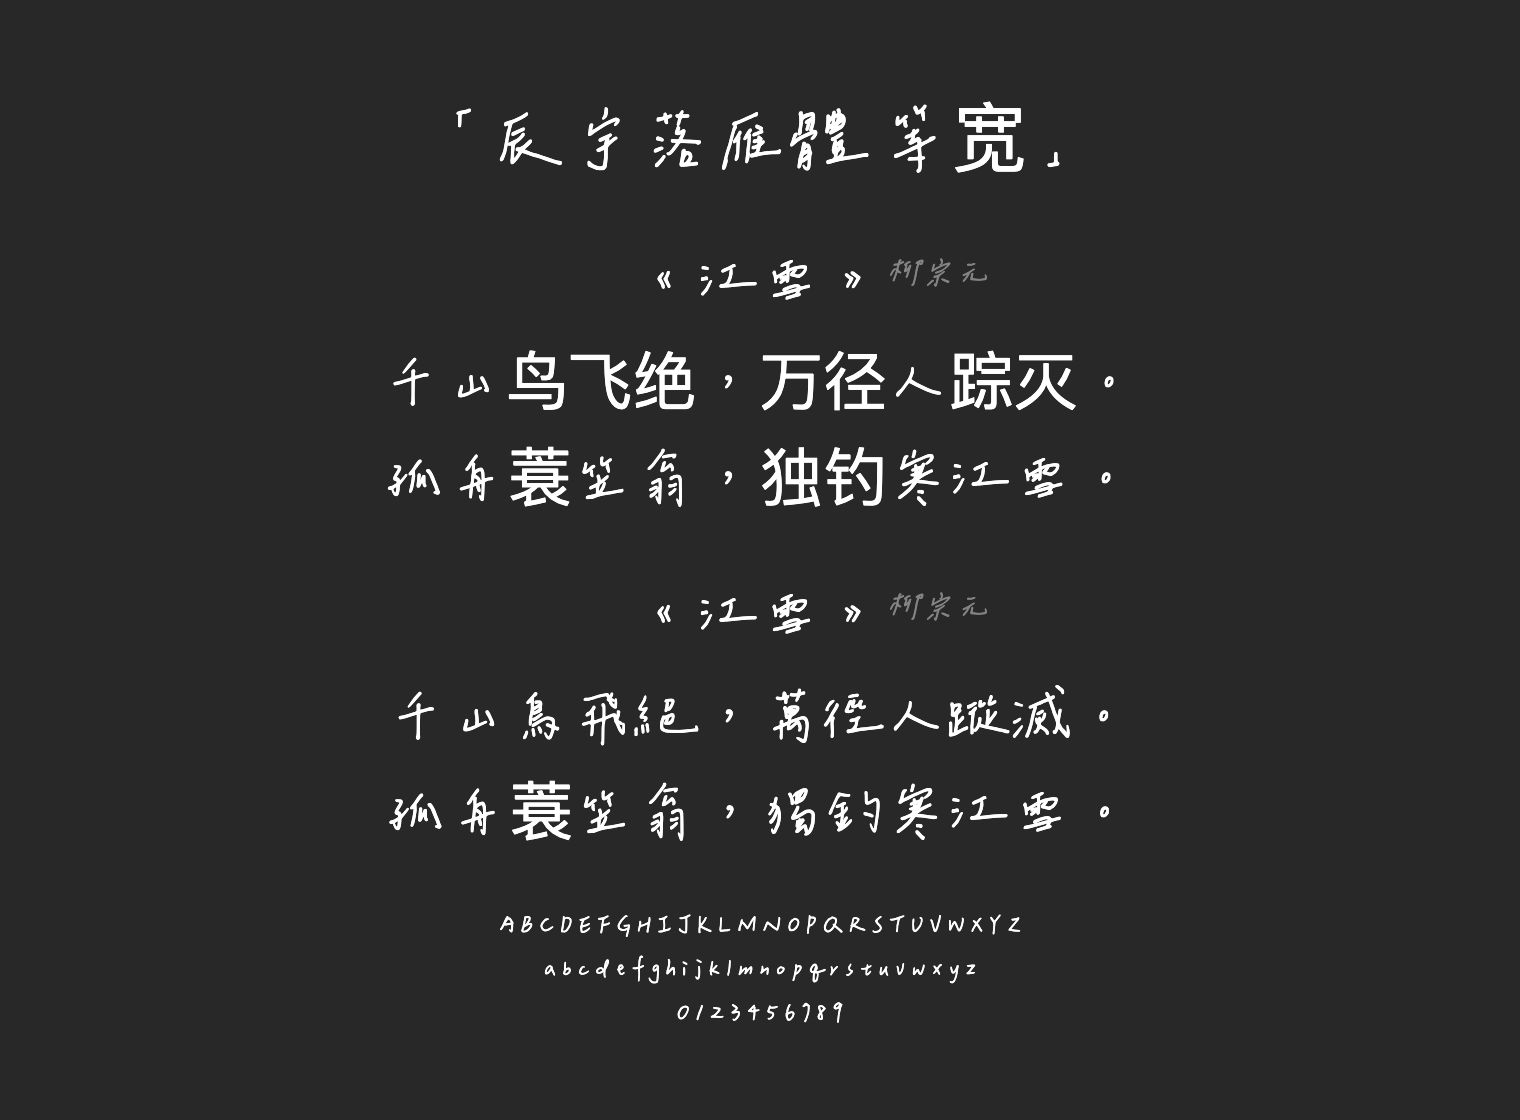 「辰宇落雁體等宽」
《江雪》柳宗元
千山鸟飞绝，万径人踪灭。
孤舟蓑笠翁，独钓寒江雪。
《江雪》柳宗元
千山鳥飛絕，萬徑人蹤滅。
孤舟蓑笠翁，獨釣寒江雪。
ABCDEFGHIJKLMNOPQRSTUVWXYZ
abcdefghijklmnopqrstuvwxyz
0123456789